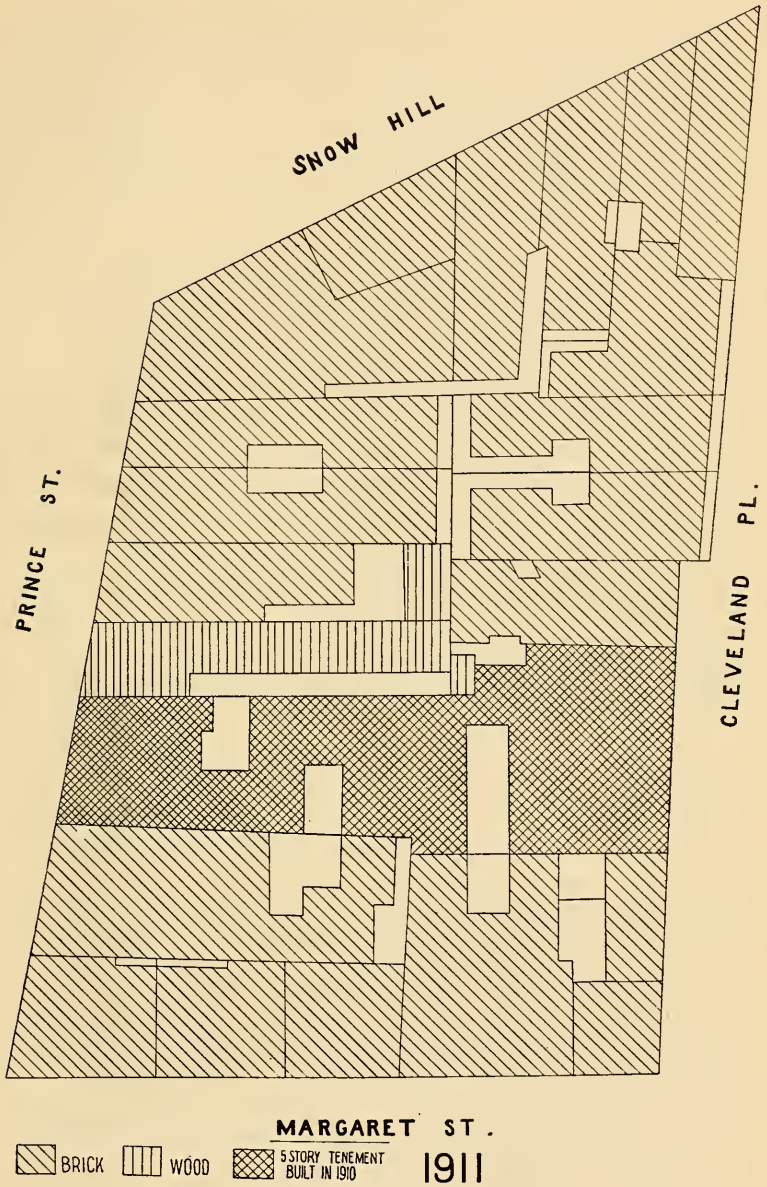 SNOW HILL
PRINCE ST.
CLEVELAND PL.
MARGARET ST.
BRICK
WOOD
5 STORY TENEMENT
BUILT IN 1910
1911